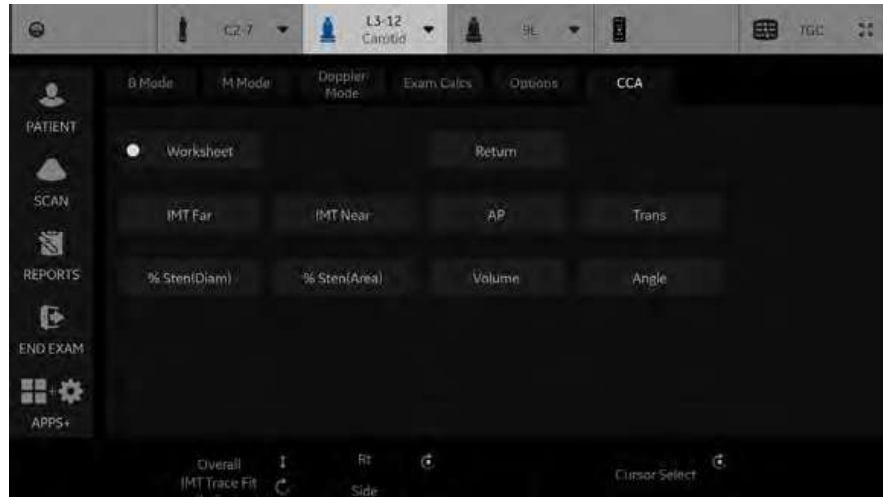 C2-7
L3-12
Carotid
9L
TGC
B Mode
M Mode
Doppler
Mode
Exam Calcs
Options
CCA
PATIENT
SCAN
REPORTS
END EXAM
APPS+
Worksheet
Return
IMT Far
IMT Near
AP
Trans
% Sten(Diam)
% Sten(Area)
Volume
Angle
Overall
IMT Trace Fit
Rt
Side
Cursor Select